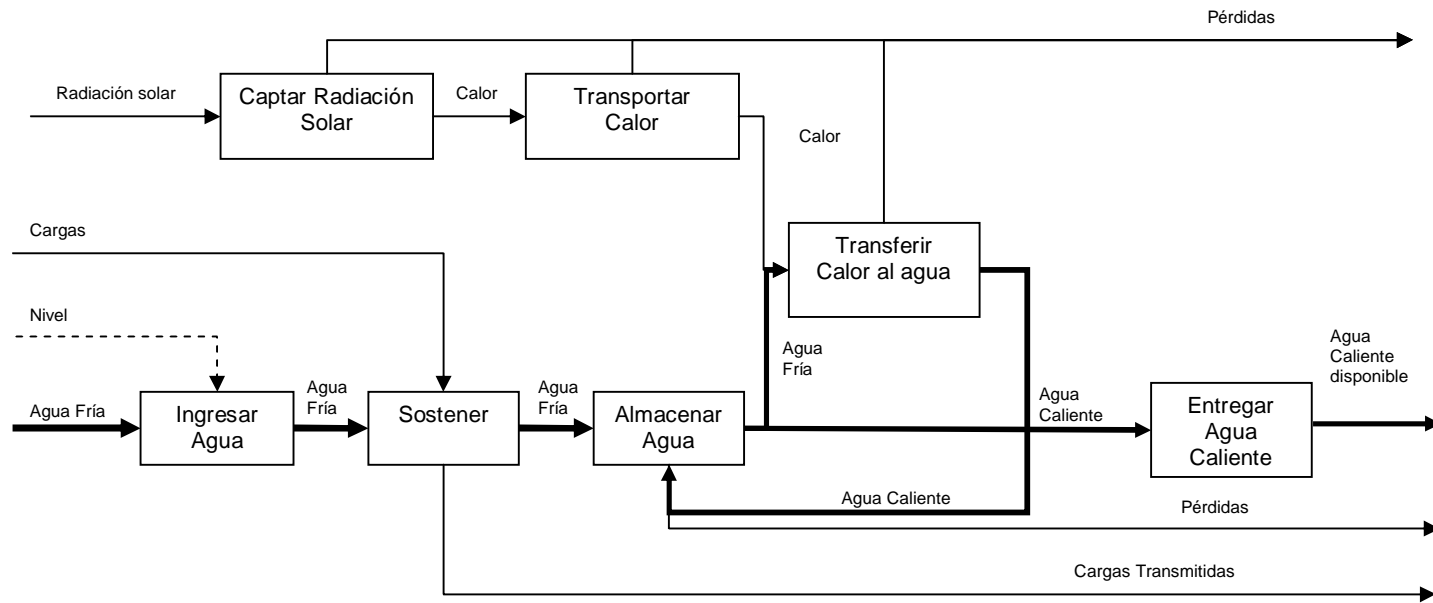 Pérdidas
Radiación solar
Captar Radiación
Solar
Calor
Transportar
Calor
Calor
Cargas
Transferir
Calor al agua
Nivel
Agua
Fría
Agua
Caliente
disponible
Agua Fría
Ingresar
Agua
Agua
Fría
Sostener
Agua
Fría
Almacenar
Agua
Agua
Caliente
Entregar
Agua
Caliente
Agua Caliente
Pérdidas
Cargas Transmitidas